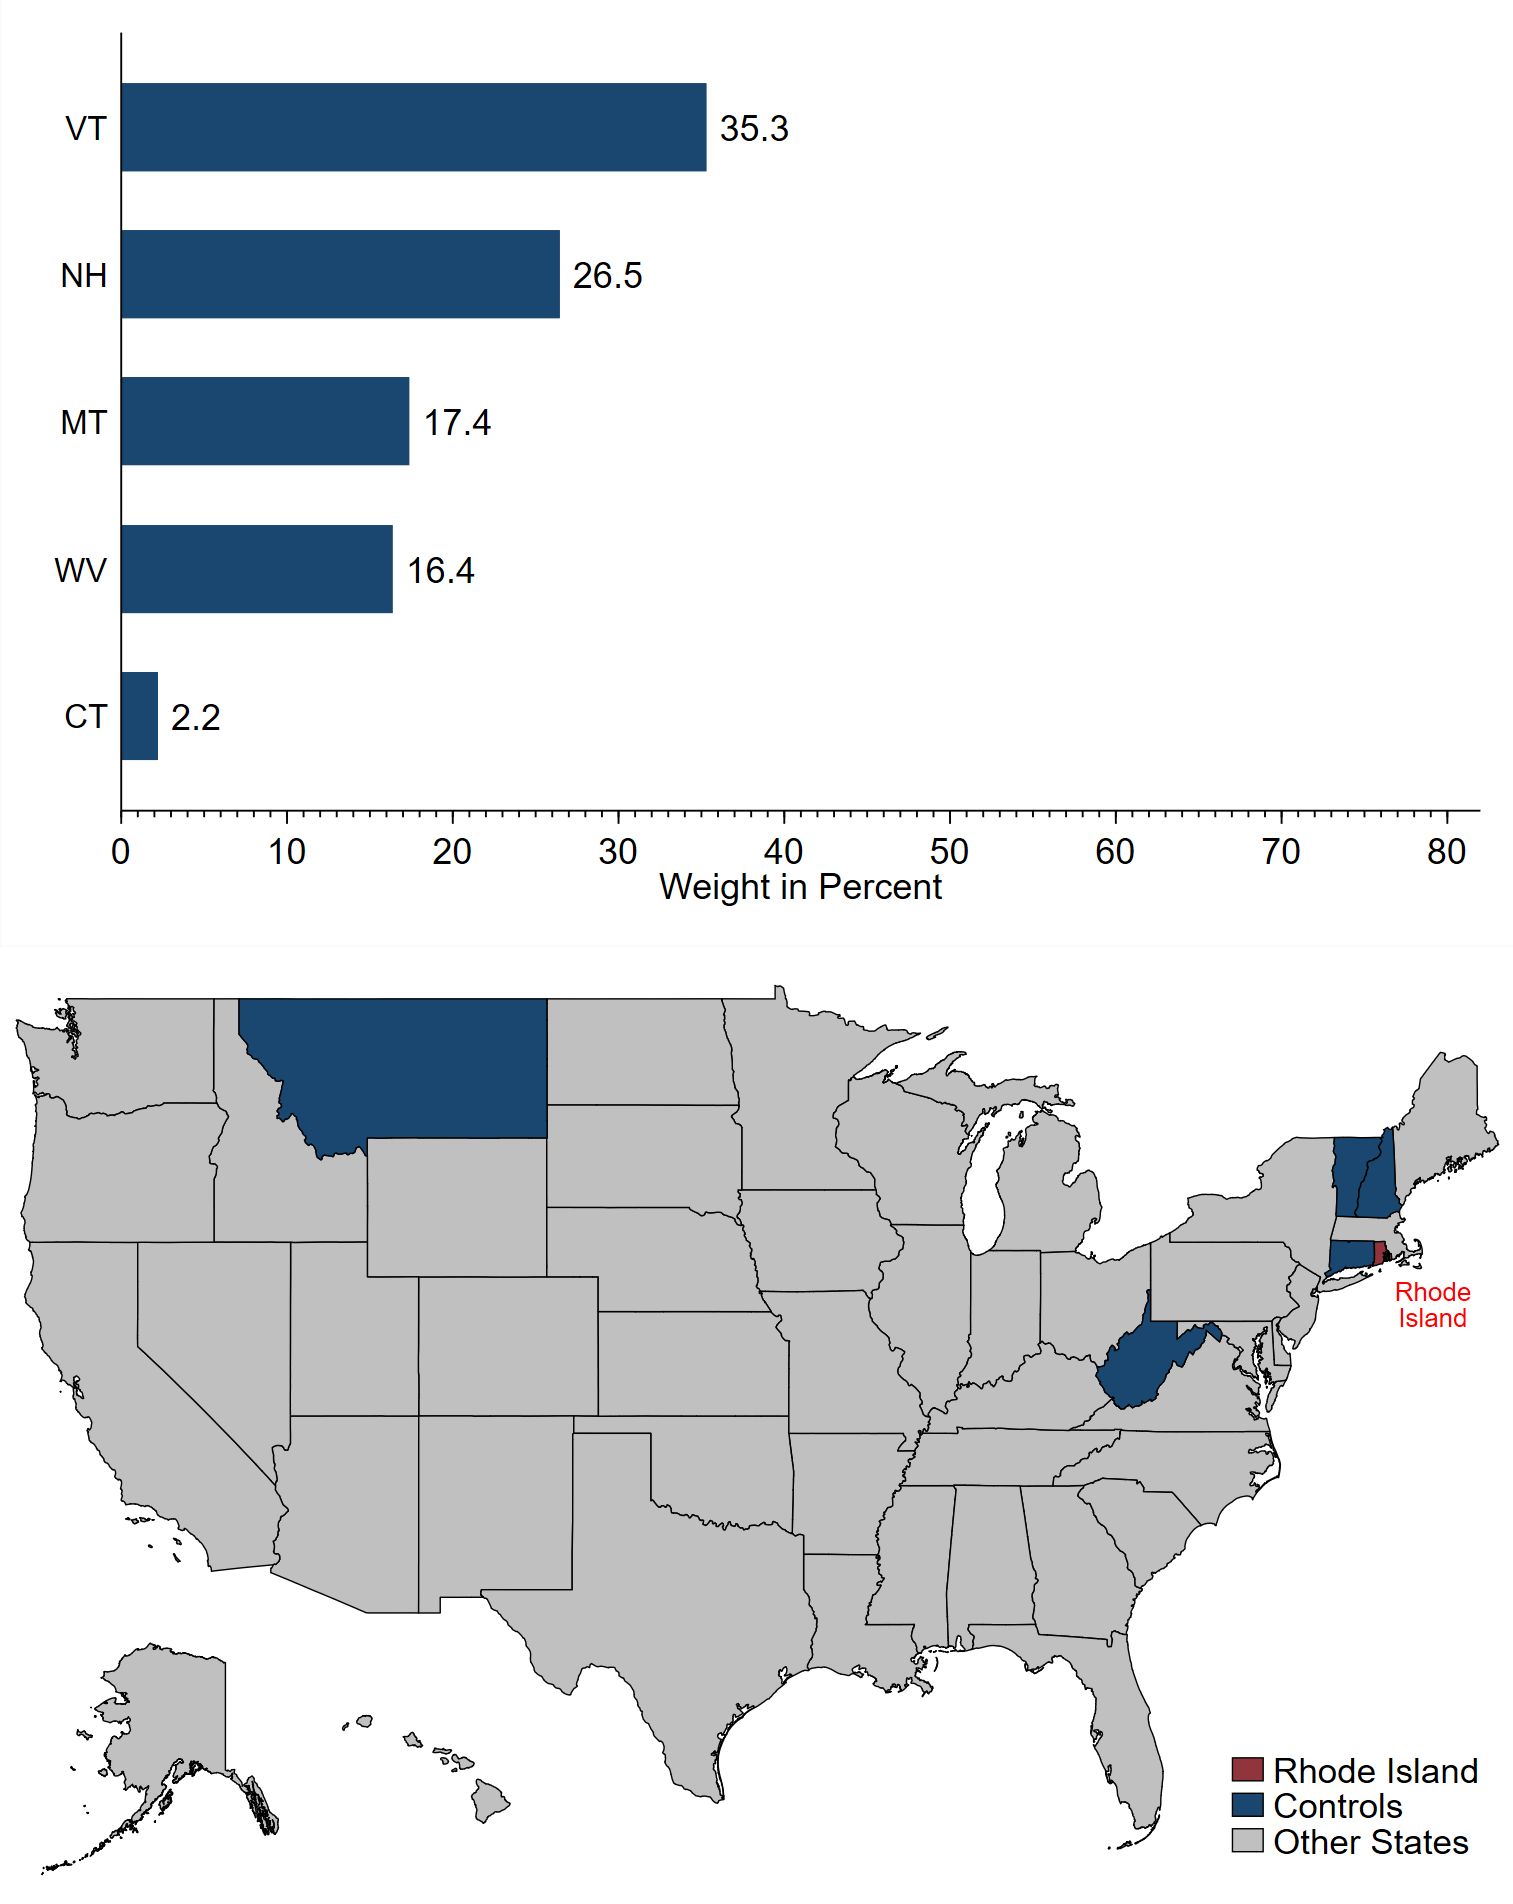 VT 35.3
NH 26.5
MT 17.4
WV 16.4
CT 2.2
0 10 20 30 40 50 60 70 80
Weight in Percent
Rhode
Island
Rhode Island
Controls
Other States